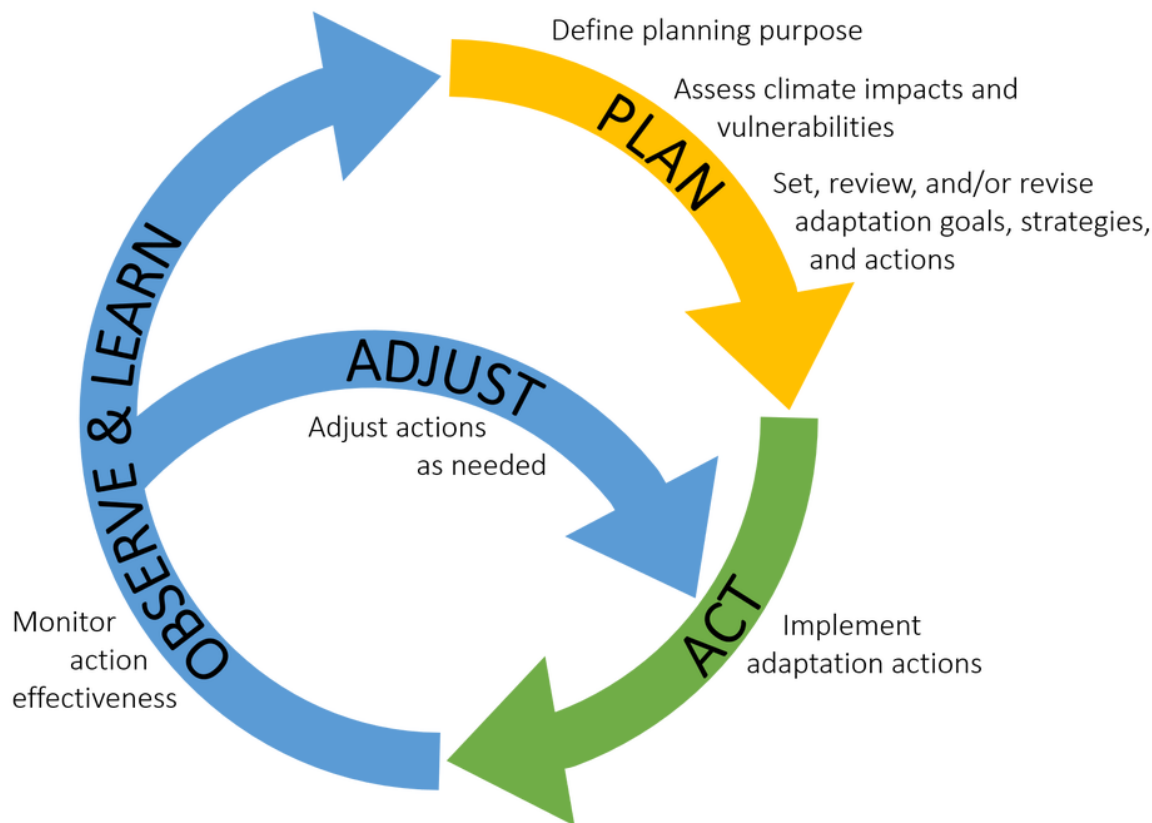 Define planning purpose
PLAN
Assess climate impacts and
vulnerabilities
Set, review, and/or revise
adaptation goals, strategies,
and actions
OBSERVE & LEARN
ADJUST
Adjust actions
as needed
ACT
Implement
adaptation actions
Monitor
action
effectiveness